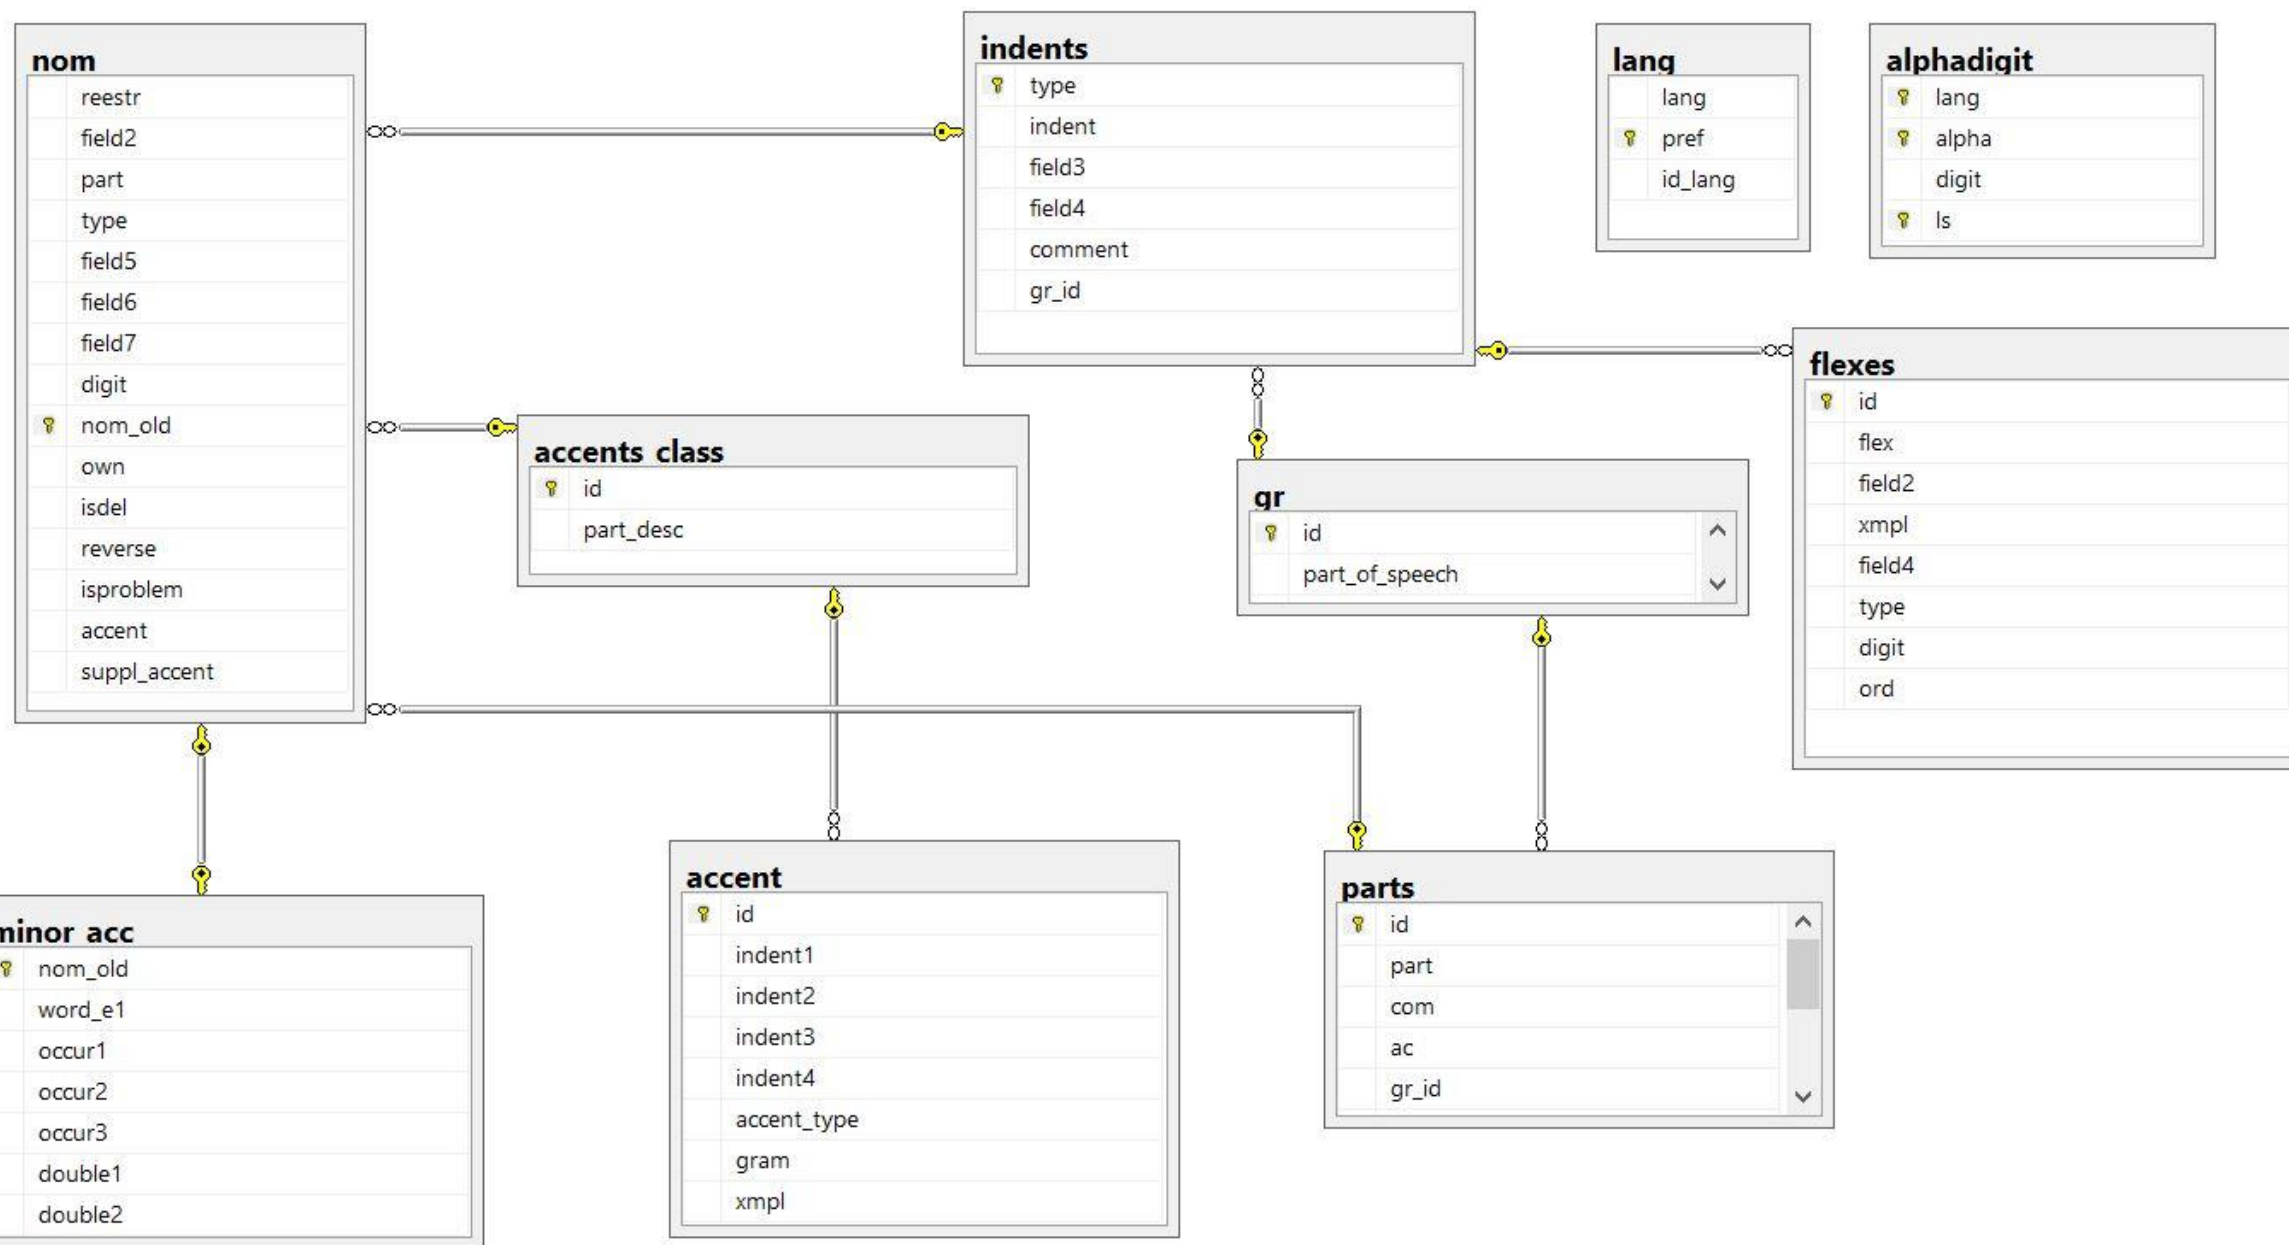 nom
reestr
field2
part
type
field5
field6
field7
digit
nom_old
own
isdel
reverse
isproblem
accent
suppl_accent
indents
type
indent
field3
field4
comment
gr_id
lang
lang
pref
id_lang
alphadigit
lang
alpha
digit
ls
accents_class
id
part_desc
gr
id
part_of_speech
flexes
id
flex
field2
xmpl
field4
type
digit
ord
minor_acc
nom_old
word_e1
occur1
occur2
occur3
double1
double2
accent
id
indent1
indent2
indent3
indent4
accent_type
gram
xmpl
parts
id
part
com
ac
gr_id